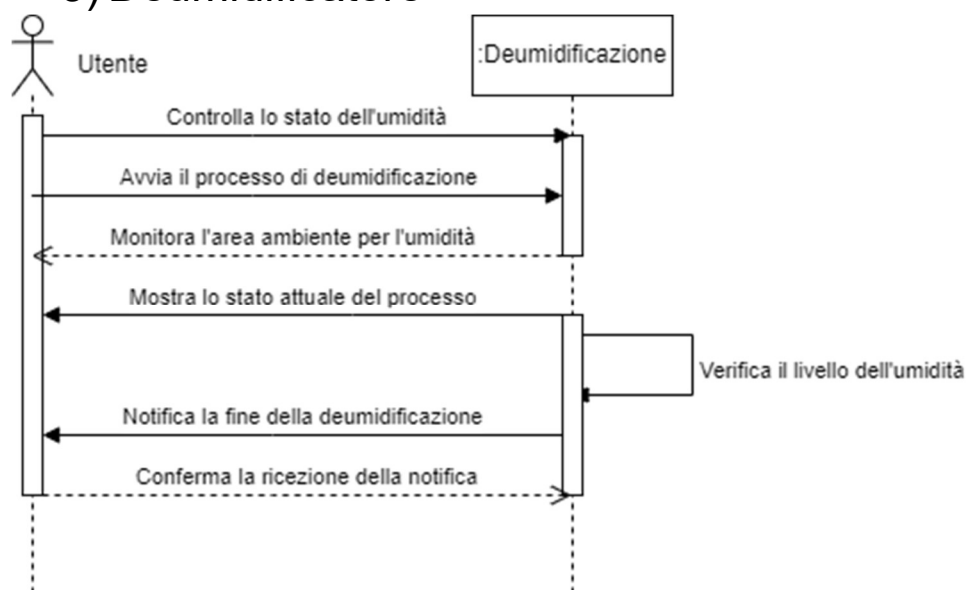 Deumidificatore
Utente
:Deumidificazione
Controlla lo stato dell'umidità
Avvia il processo di deumidificazione
Monitora l'area ambiente per l'umidità
Mostra lo stato attuale del processo
Verifica il livello dell'umidità
Notifica la fine della deumidificazione
Conferma la ricezione della notifica